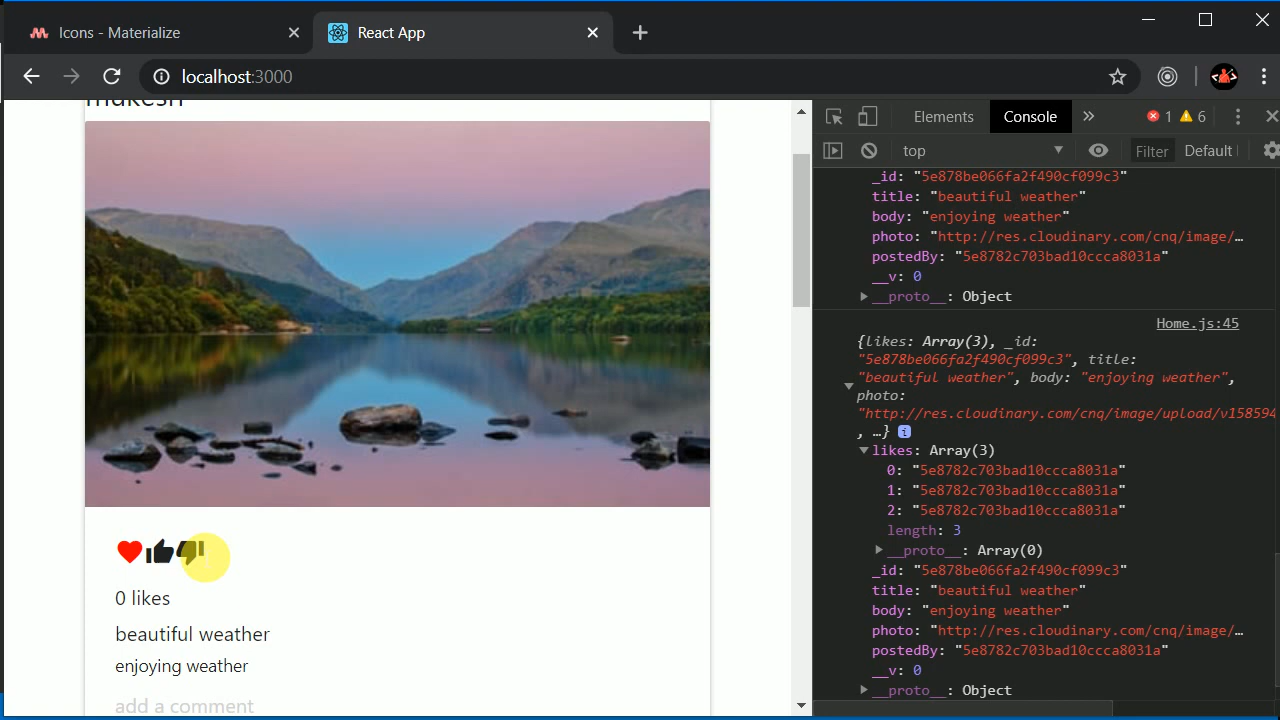 Icons - Materialize
React App
localhost:3000
mukesh
0 likes
beautiful weather
enjoying weather
add a comment
Elements
Console
1
6
top
Filter
Default
_id: "5e878be066fa2f490cf099c3"
title: "beautiful weather"
body: "enjoying weather"
photo: "http://res.cloudinary.com/cnq/image/…
postedBy: "5e8782c703bad10ccca8031a"
__v: 0
__proto__: Object
Home.js:45
{likes: Array(3), _id:
"5e878be066fa2f490cf099c3", title:
"beautiful weather", body: "enjoying weather",
photo:
"http://res.cloudinary.com/cnq/image/upload/v158594
, …}
likes: Array(3)
0: "5e8782c703bad10ccca8031a"
1: "5e8782c703bad10ccca8031a"
2: "5e8782c703bad10ccca8031a"
length: 3
__proto__: Array(0)
_id: "5e878be066fa2f490cf099c3"
title: "beautiful weather"
body: "enjoying weather"
photo: "http://res.cloudinary.com/cnq/image/…
postedBy: "5e8782c703bad10ccca8031a"
__v: 0
__proto__: Object